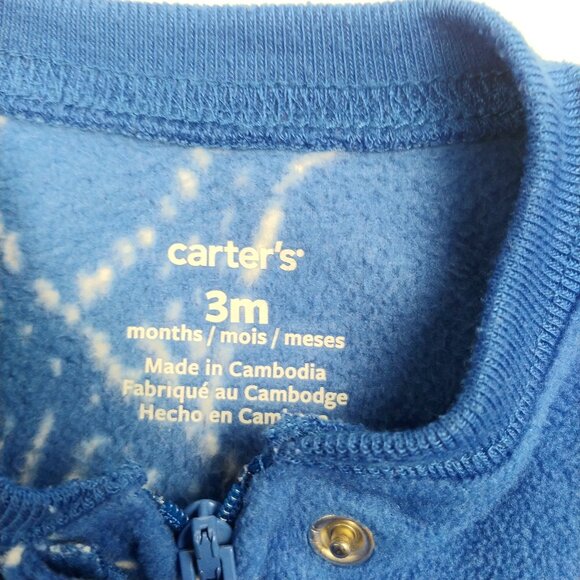 carter's
3m
months / mois / meses
Made in Cambodia
Fabriqué au Cambodge
Hecho en